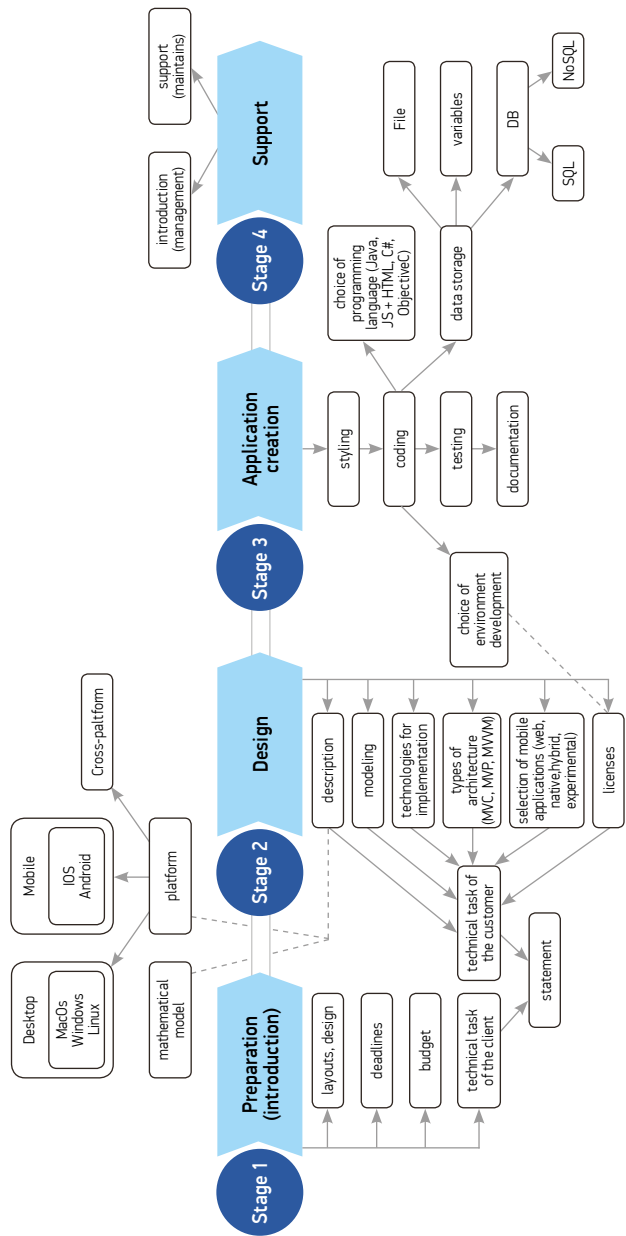 Desktop
MacOs
Windows
Linux
Mobile
IOS
Android
Cross-paltform
mathematical
model
platform
introduction
(management)
support
(maintains)
Stage 1
Preparation
(introduction)
Stage 2
Design
Stage 3
Application
creation
Stage 4
Support
layouts, design
deadlines
budget
technical task
of the client
description
modeling
technologies for
implementation
types of
architecture
(MVC, MVP, MVVM)
selection of mobile
applications (web,
native,hybrid,
experimental)
licenses
technical task of
the customer
statement
styling
coding
testing
documentation
choice of
environment
development
choice of
programming
language (Java,
JS + HTML, C#,
ObjectiveC)
data storage
File
variables
DB
SQL
NoSQL